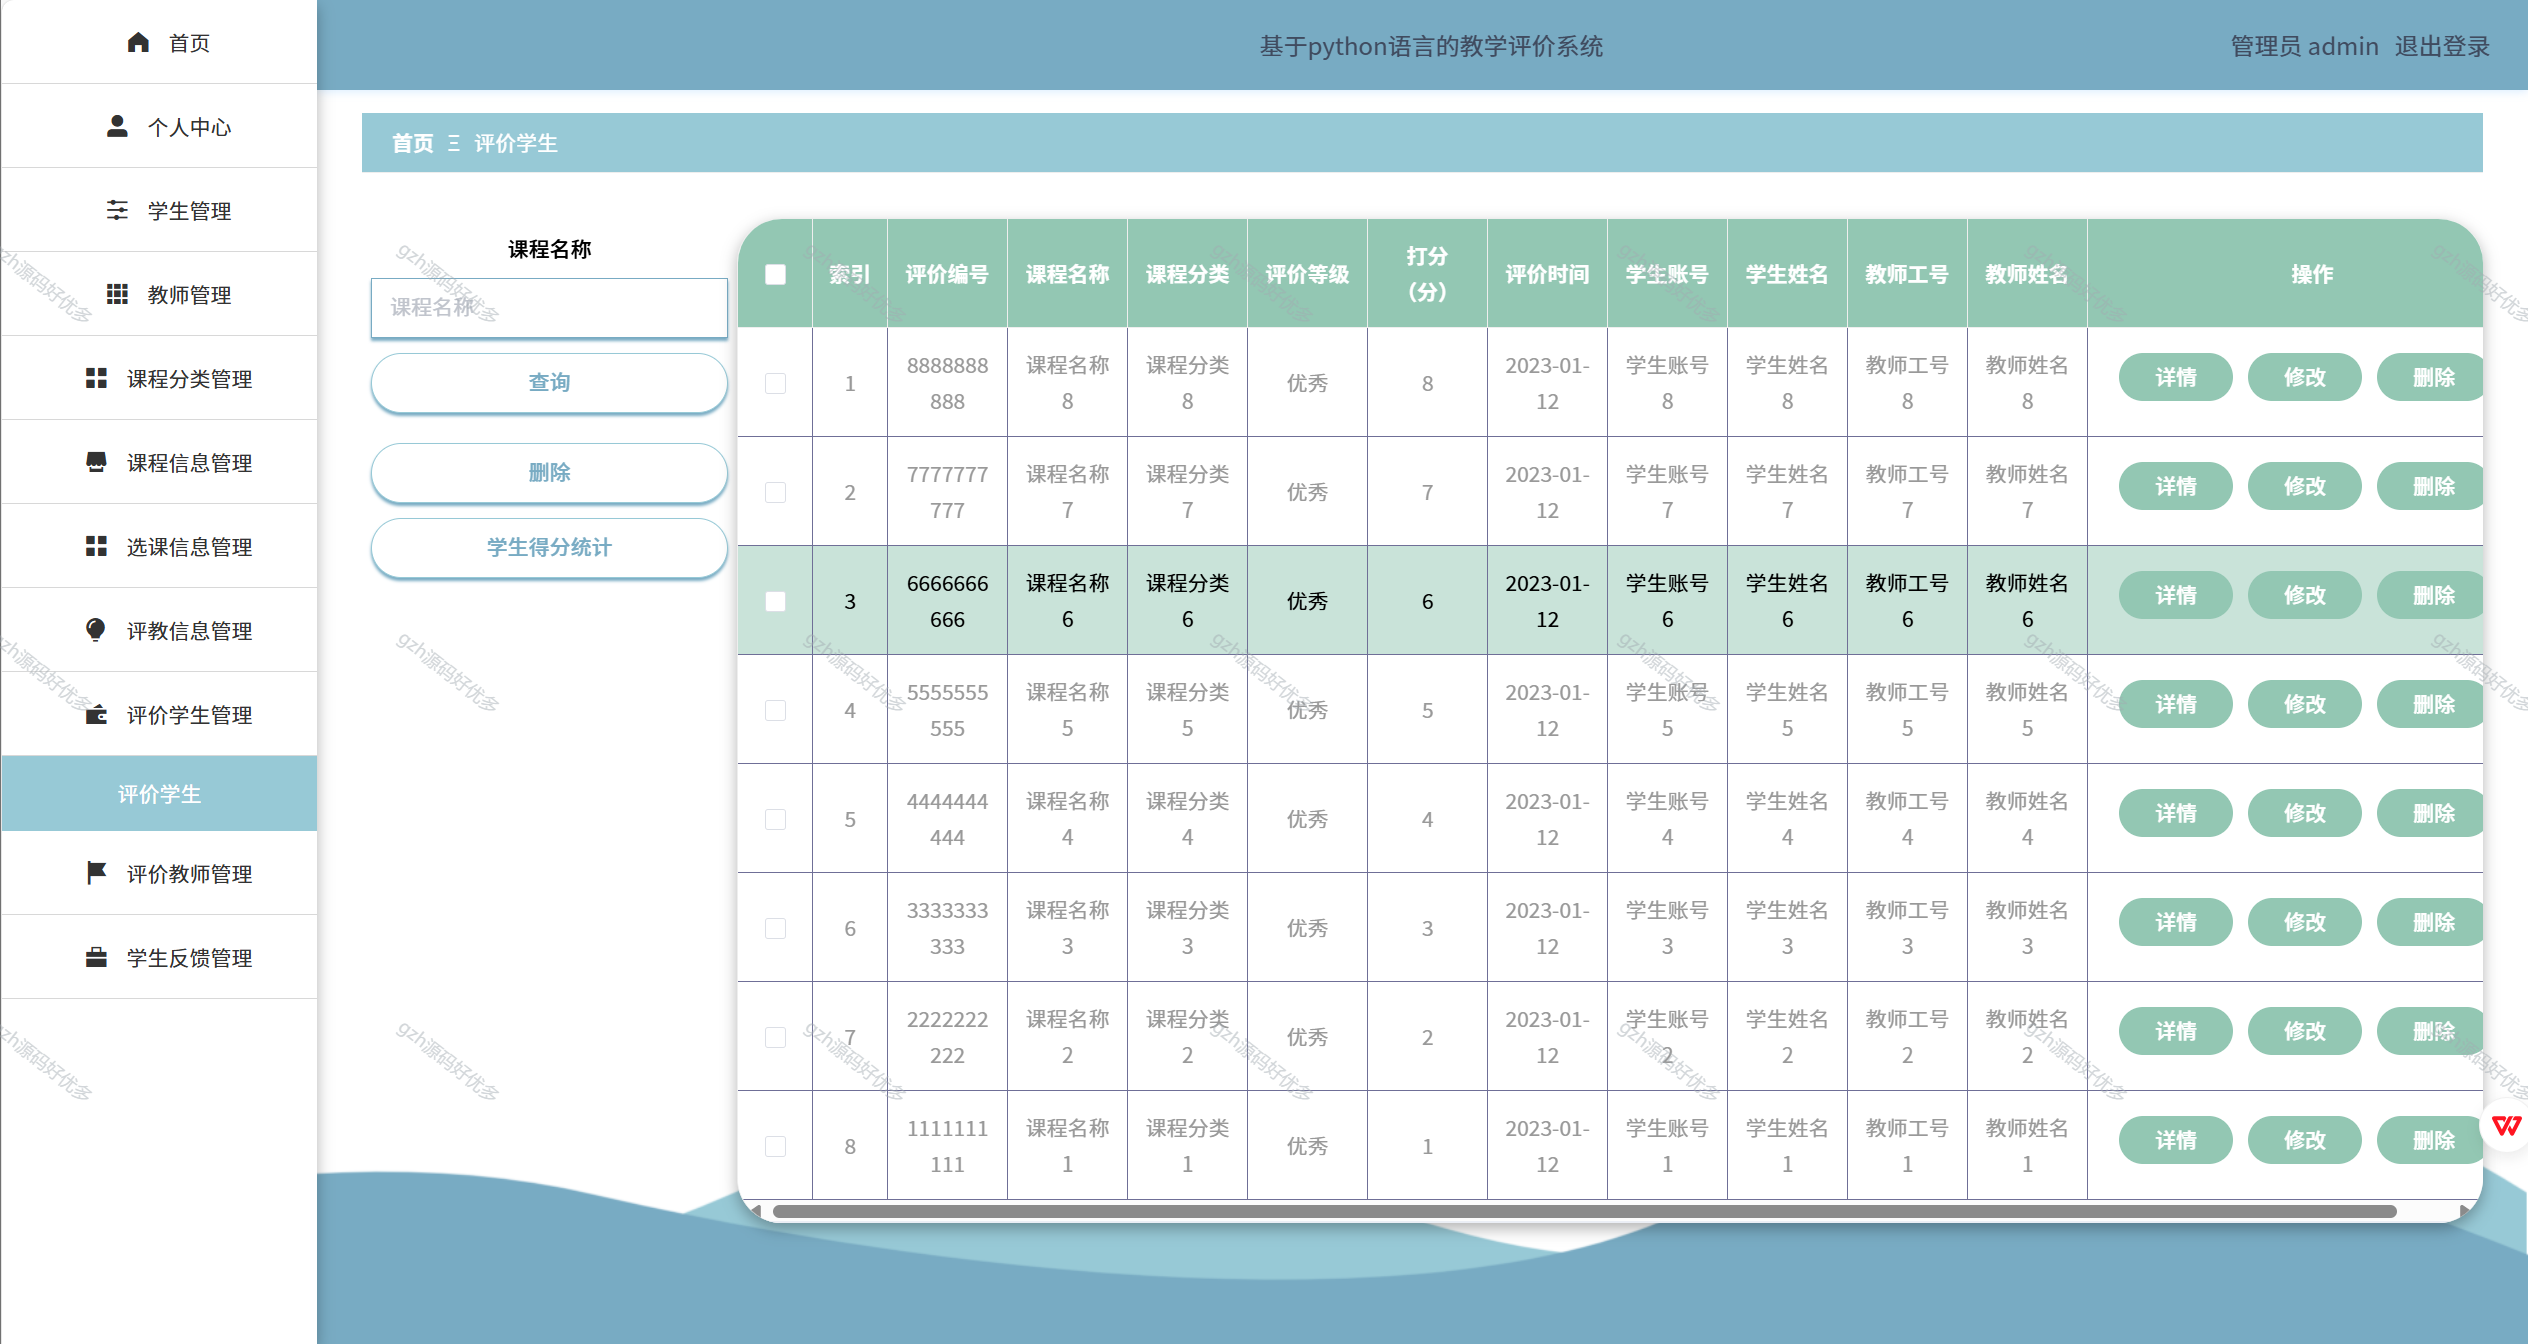 基于python语言的教学评价系统
管理员 admin 退出登录
首页
个人中心
学生管理
教师管理
课程分类管理
课程信息管理
选课信息管理
评教信息管理
评价学生管理
评价学生
评价教师管理
学生反馈管理
首页 Ξ 评价学生
课程名称
课程名称
查询
删除
学生得分统计
索引 评价编号 课程名称 课程分类 评价等级 打分（分） 评价时间 学生账号 学生姓名 教师工号 教师姓名 操作
1 8888888888 课程名称8 课程分类8 优秀 8 2023-01-12 学生账号8 学生姓名8 教师工号8 教师姓名8 详情 修改 删除
2 7777777777 课程名称7 课程分类7 优秀 7 2023-01-12 学生账号7 学生姓名7 教师工号7 教师姓名7 详情 修改 删除
3 6666666666 课程名称6 课程分类6 优秀 6 2023-01-12 学生账号6 学生姓名6 教师工号6 教师姓名6 详情 修改 删除
4 5555555555 课程名称5 课程分类5 优秀 5 2023-01-12 学生账号5 学生姓名5 教师工号5 教师姓名5 详情 修改 删除
5 4444444444 课程名称4 课程分类4 优秀 4 2023-01-12 学生账号4 学生姓名4 教师工号4 教师姓名4 详情 修改 删除
6 3333333333 课程名称3 课程分类3 优秀 3 2023-01-12 学生账号3 学生姓名3 教师工号3 教师姓名3 详情 修改 删除
7 2222222222 课程名称2 课程分类2 优秀 2 2023-01-12 学生账号2 学生姓名2 教师工号2 教师姓名2 详情 修改 删除
8 1111111111 课程名称1 课程分类1 优秀 1 2023-01-12 学生账号1 学生姓名1 教师工号1 教师姓名1 详情 修改 删除
gzh源码好优多